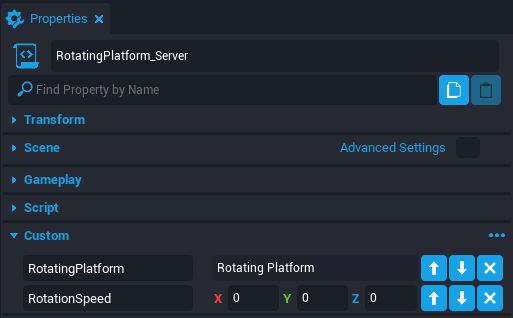 Properties
RotatingPlatform_Server
Find Property by Name
Transform
Scene Advanced Settings
Gameplay
Script
Custom
RotatingPlatform Rotating Platform
RotationSpeed X 0 Y 0 Z 0